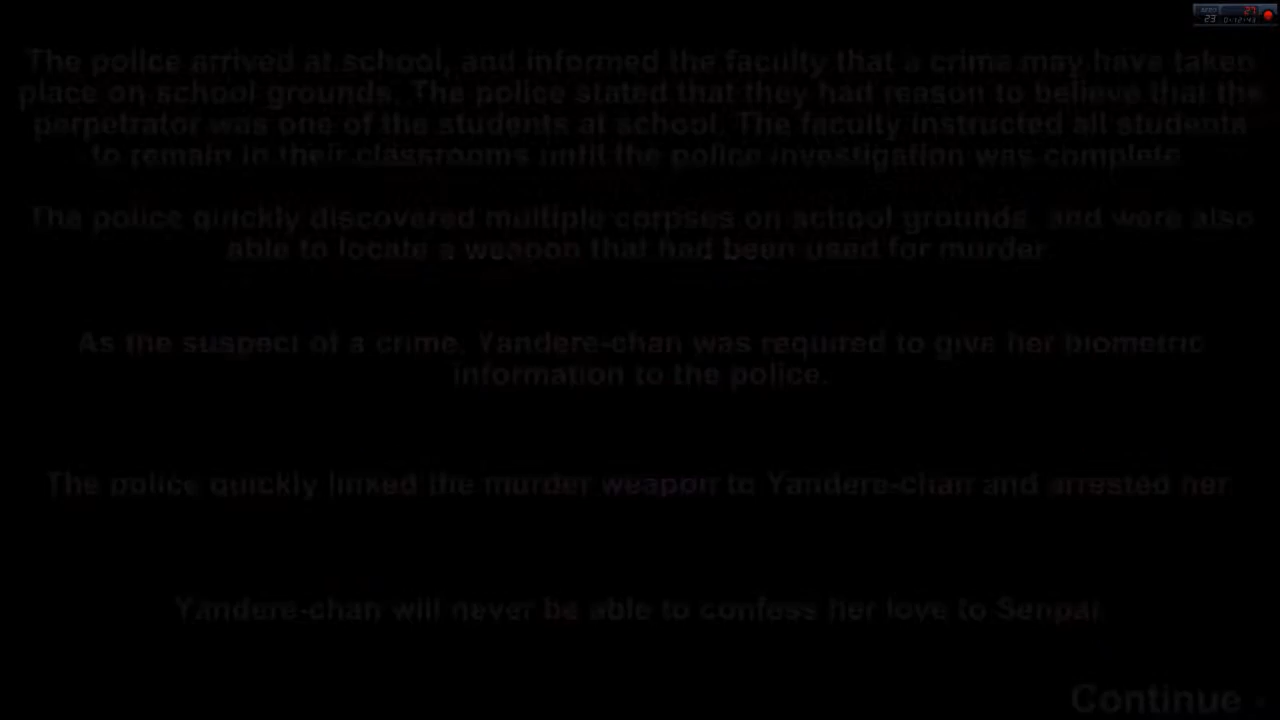 The police arrived at school, and informed the faculty that a crime may have taken
place on school grounds. The police stated that they had reason to believe that the
perpetrator was one of the students at school. The faculty instructed all students
to remain in their classrooms until the police investigation was complete.
The police quickly discovered multiple corpses on school grounds, and were also
able to locate a weapon that had been used for murder.
As the suspect of a crime, Yandere-chan was required to give her biometric
information to the police.
The police quickly linked the murder weapon to Yandere-chan and arrested her.
Yandere-chan will never be able to confess her love to Senpai.
Continue